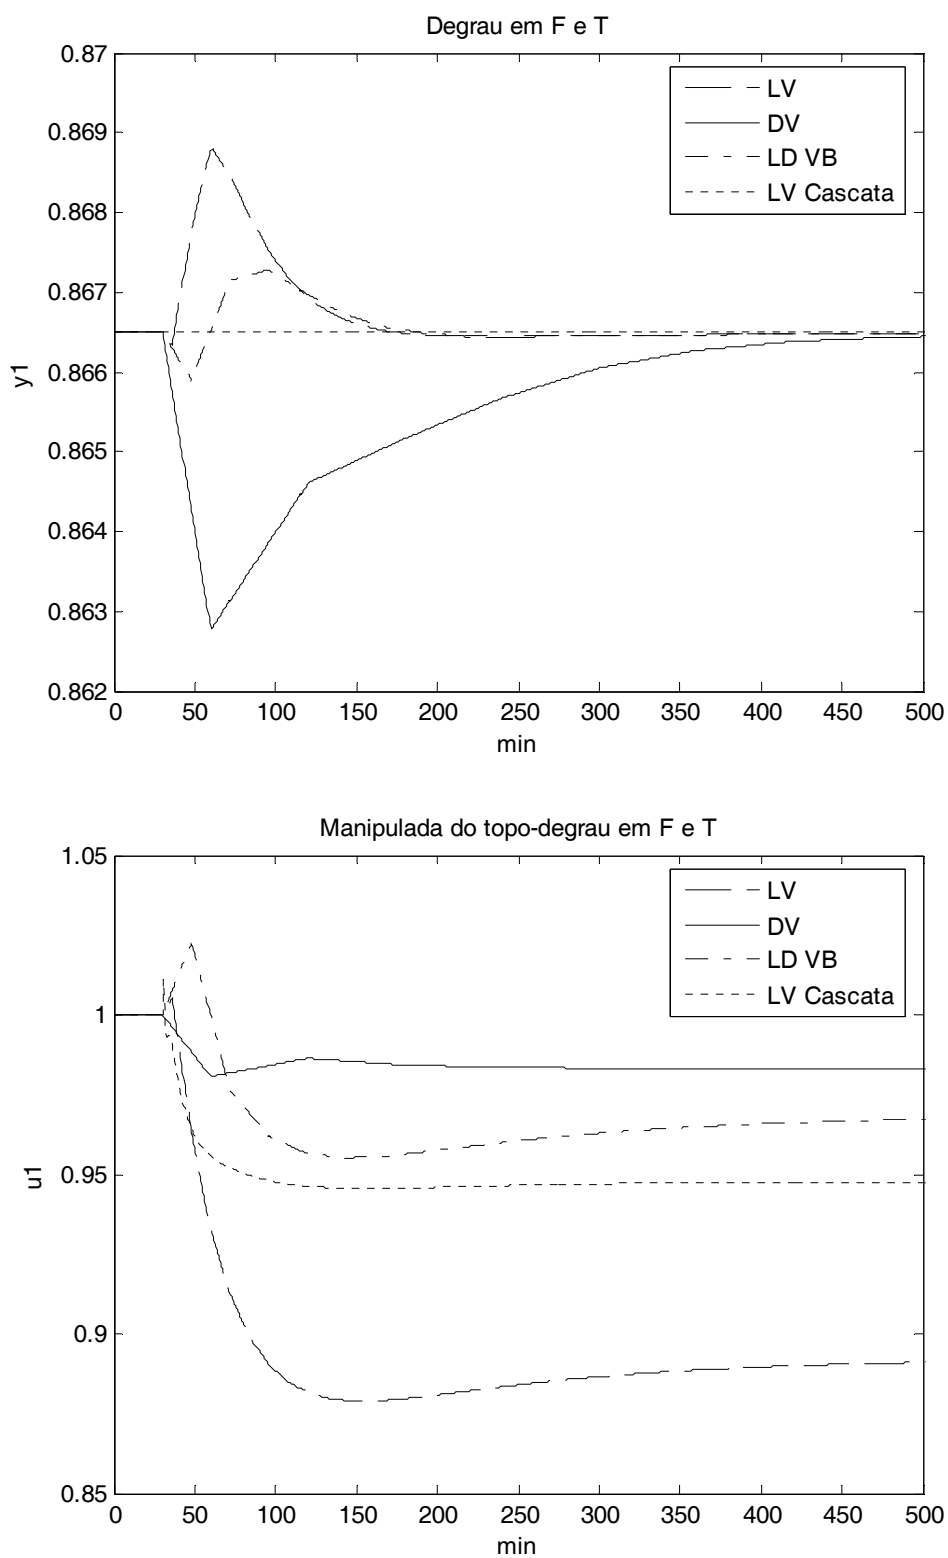 Degrau em F e T
0.87
0.869
0.868
0.867
0.866
0.865
0.864
0.863
0.862
y1
LV
DV
LD VB
LV Cascata
0 50 100 150 200 250 300 350 400 450 500
min
Manipulada do topo-degrau em F e T
1.05
1
0.95
0.9
0.85
u1
LV
DV
LD VB
LV Cascata
0 50 100 150 200 250 300 350 400 450 500
min